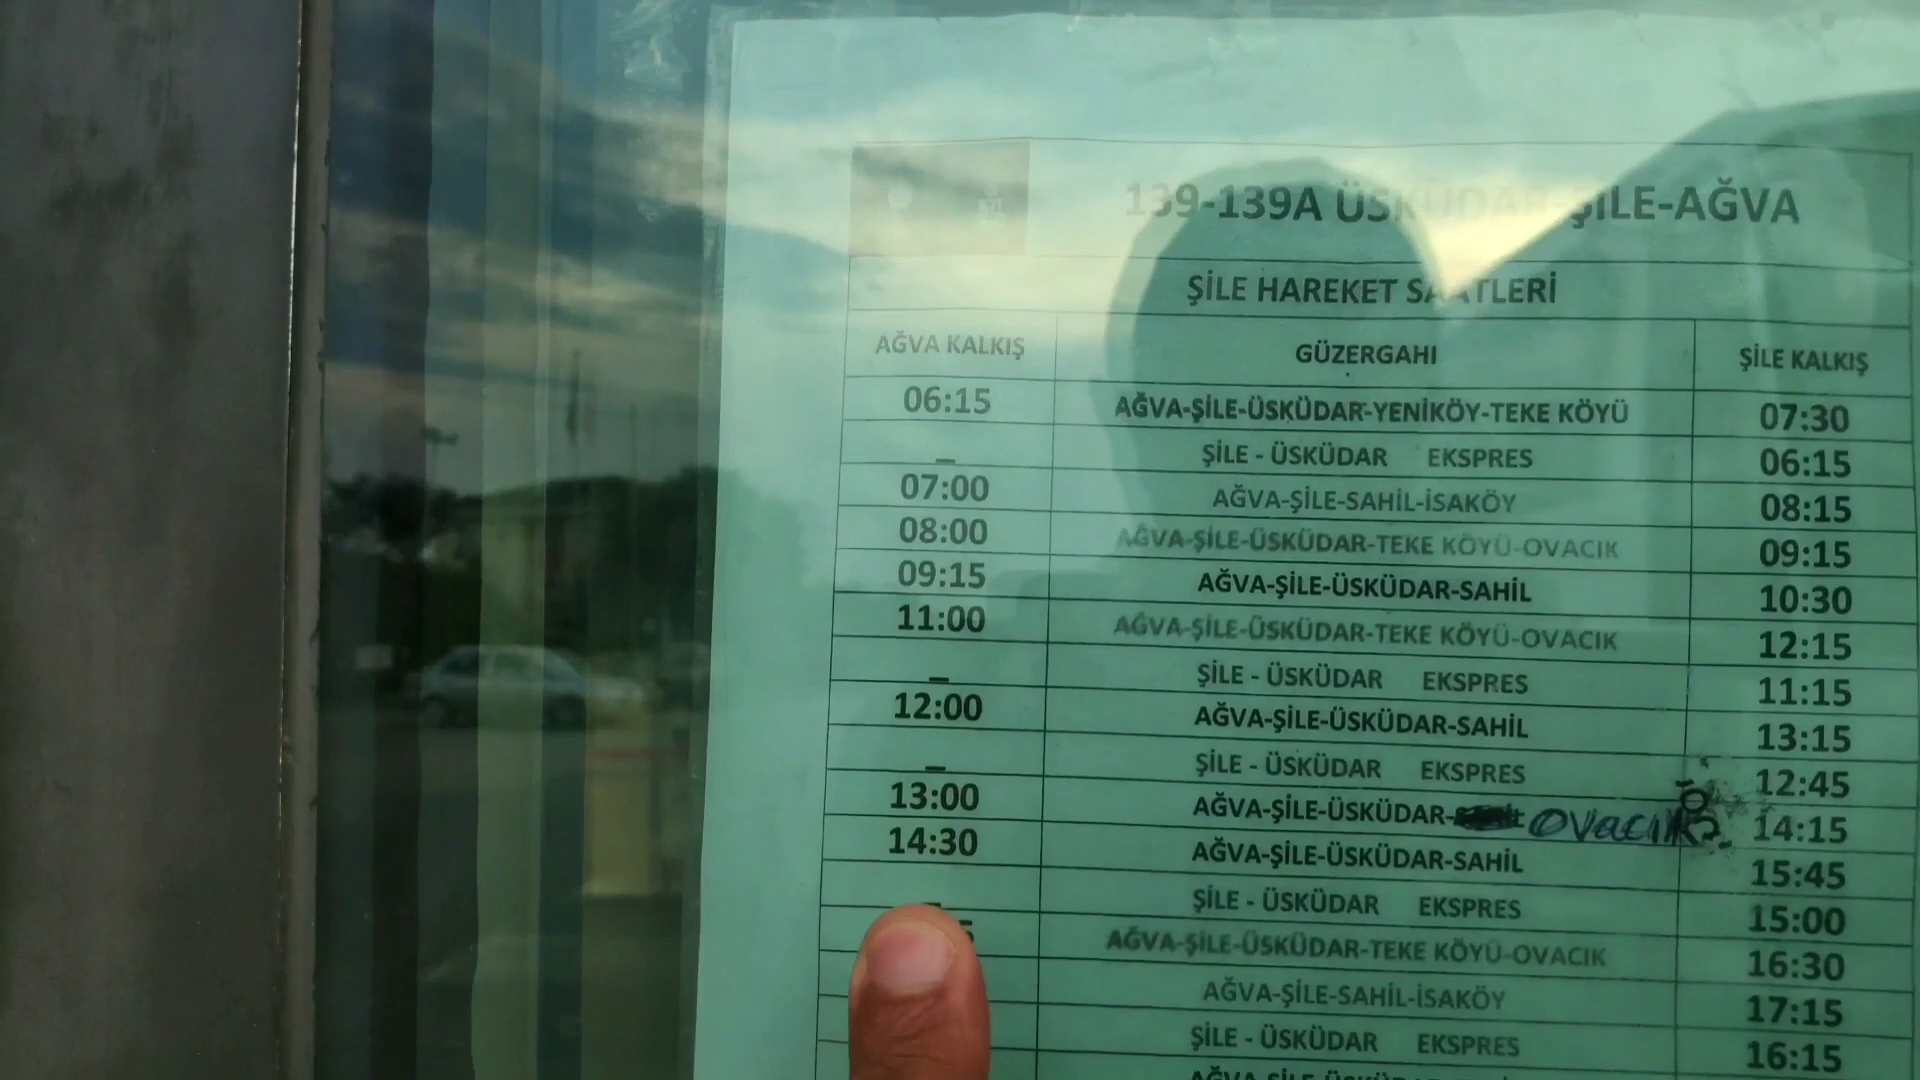 139-139A ÜSKÜDAR-ŞİLE-AĞVA
ŞİLE HAREKET SAATLERİ
AĞVA KALKIŞ GÜZERGAHI ŞİLE KALKIŞ
06:15 AĞVA-ŞİLE-ÜSKÜDAR-YENİKÖY-TEKE KÖYÜ 07:30
– ŞİLE - ÜSKÜDAR EKSPRES 06:15
07:00 AĞVA-ŞİLE-SAHİL-İSAKÖY 08:15
08:00 AĞVA-ŞİLE-ÜSKÜDAR-TEKE KÖYÜ-OVACIK 09:15
09:15 AĞVA-ŞİLE-ÜSKÜDAR-SAHİL 10:30
11:00 AĞVA-ŞİLE-ÜSKÜDAR-TEKE KÖYÜ-OVACIK 12:15
– ŞİLE - ÜSKÜDAR EKSPRES 11:15
12:00 AĞVA-ŞİLE-ÜSKÜDAR-SAHİL 13:15
– ŞİLE - ÜSKÜDAR EKSPRES 12:45
13:00 AĞVA-ŞİLE-ÜSKÜDAR- OVACIK 14:15
14:30 AĞVA-ŞİLE-ÜSKÜDAR-SAHİL 15:45
– ŞİLE - ÜSKÜDAR EKSPRES 15:00
AĞVA-ŞİLE-ÜSKÜDAR-TEKE KÖYÜ-OVACIK 16:30
AĞVA-ŞİLE-SAHİL-İSAKÖY 17:15
ŞİLE - ÜSKÜDAR EKSPRES 16:15